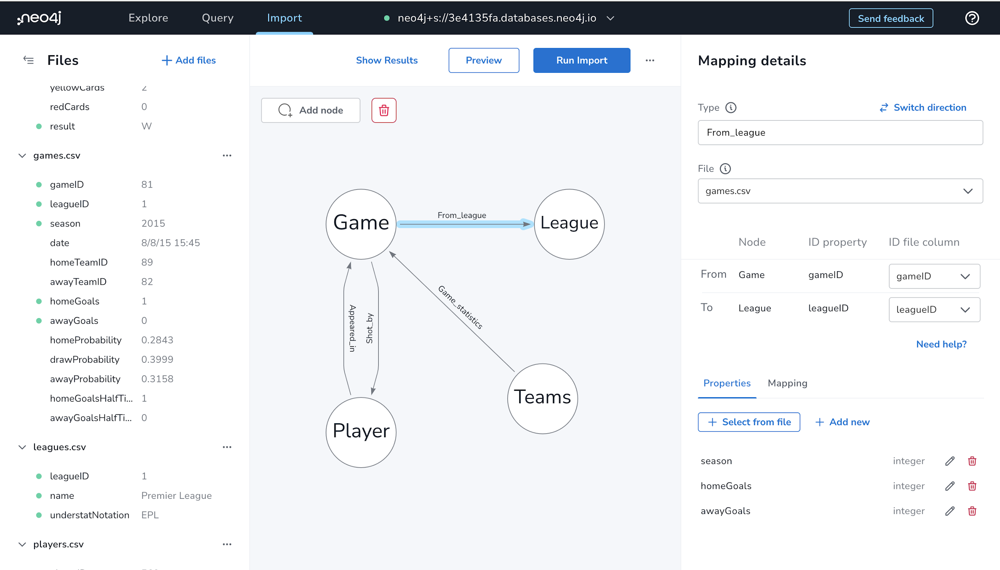 neo4j
Explore
Query
Import
neo4j+s://3e4135fa.databases.neo4j.io
Send feedback
Files
Add files
yellowCards 2
redCards 0
result W
games.csv
gameID 81
leagueID 1
season 2015
date 8/8/15 15:45
homeTeamID 89
awayTeamID 82
homeGoals 1
awayGoals 0
homeProbability 0.2843
drawProbability 0.3999
awayProbability 0.3158
homeGoalsHalfTi... 1
awayGoalsHalfTi... 0
leagues.csv
leagueID 1
name Premier League
understatNotation EPL
players.csv
Show Results
Preview
Run Import
Add node
Game
From_league
League
Appeared_in
Shot_by
Game_statistics
Player
Teams
Mapping details
Type
Switch direction
From_league
File
games.csv
Node ID property ID file column
From Game gameID gameID
To League leagueID leagueID
Need help?
Properties Mapping
Select from file
Add new
season integer
homeGoals integer
awayGoals integer